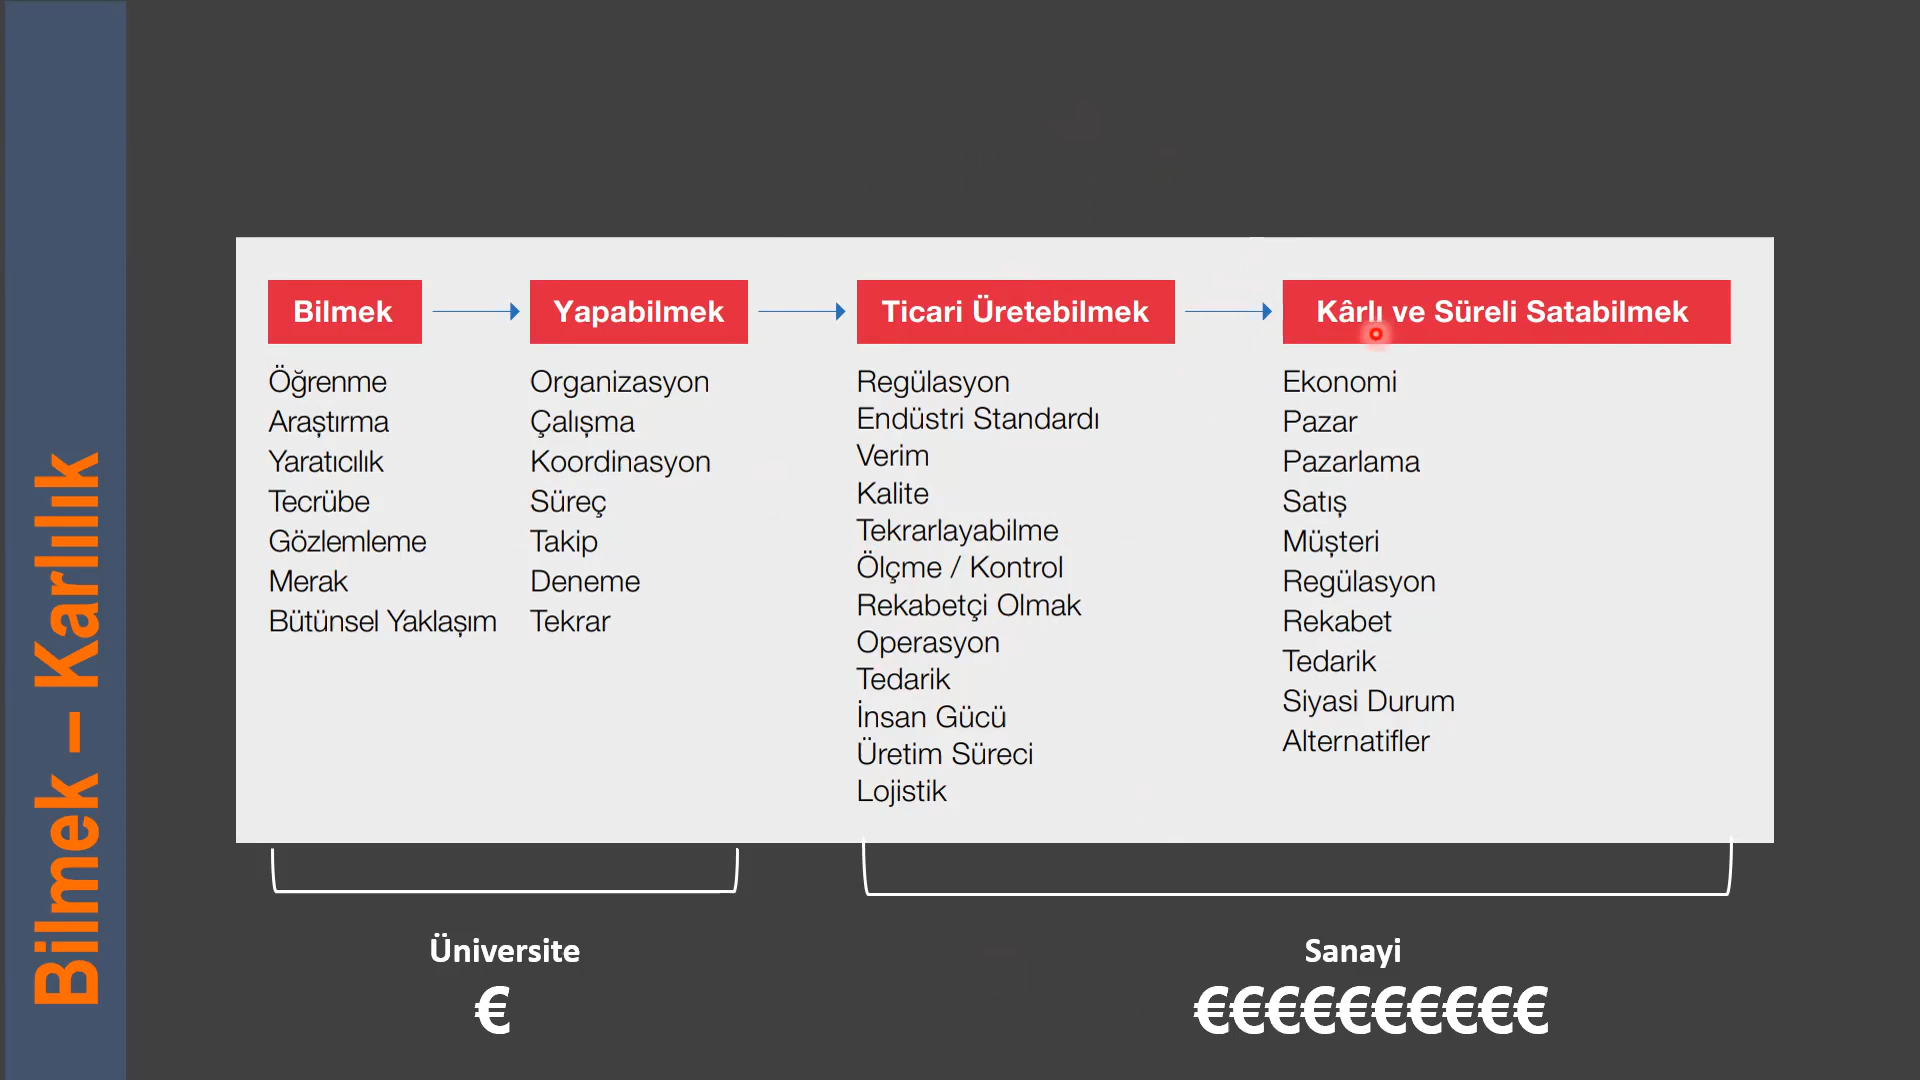 Bilmek – Karlılık
Bilmek
Öğrenme
Araştırma
Yaratıcılık
Tecrübe
Gözlemleme
Merak
Bütünsel Yaklaşım
Yapabilmek
Organizasyon
Çalışma
Koordinasyon
Süreç
Takip
Deneme
Tekrar
Ticari Üretebilmek
Regülasyon
Endüstri Standardı
Verim
Kalite
Tekrarlayabilme
Ölçme / Kontrol
Rekabetçi Olmak
Operasyon
Tedarik
İnsan Gücü
Üretim Süreci
Lojistik
Kârlı ve Süreli Satabilmek
Ekonomi
Pazar
Pazarlama
Satış
Müşteri
Regülasyon
Rekabet
Tedarik
Siyasi Durum
Alternatifler
Üniversite
€
Sanayi
€€€€€€€€€€